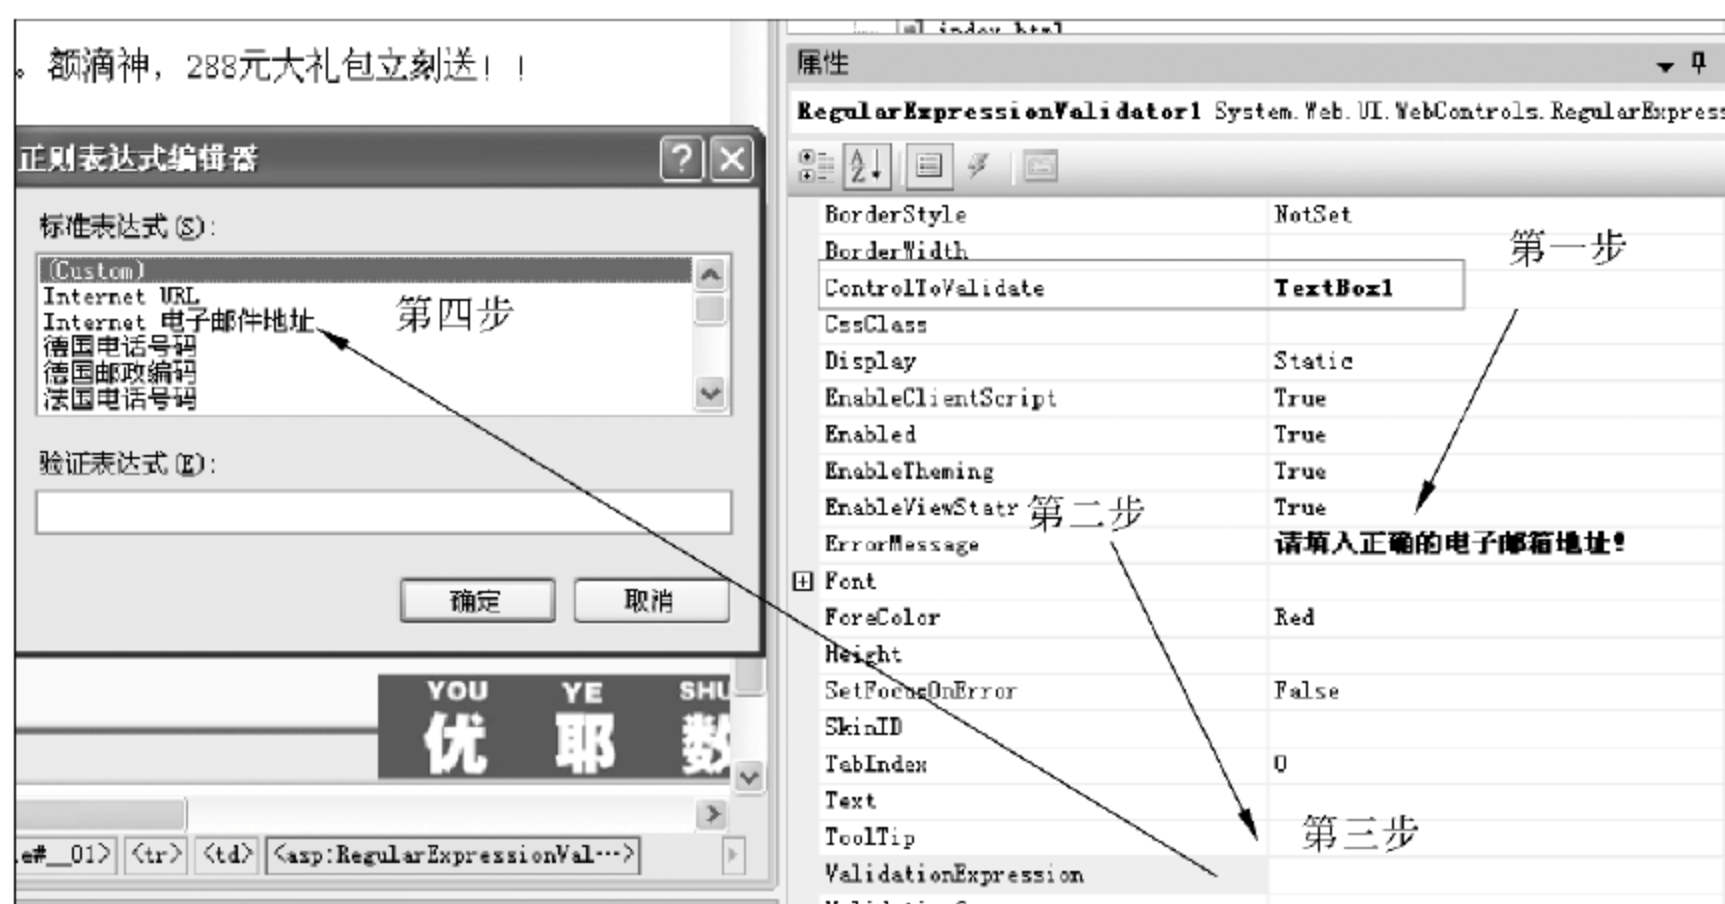 index.html
。额滴神，288元大礼包立刻送！！
正则表达式编辑器
标准表达式(S):
(Custom)
Internet URL
Internet 电子邮件地址
德国电话号码
德国邮政编码
法国电话号码
第四步
验证表达式(E):
确定 取消
YOU YE SHU
优 耶 数
e#__01> <tr> <td> <asp:RegularExpressionVal…>
属性
RegularExpressionValidator1 System.Web.UI.WebControls.RegularExpress
BorderStyle NotSet
BorderWidth
第一步
ControlToValidate TextBox1
CssClass
Display Static
EnableClientScript True
Enabled True
EnableTheming True
EnableViewState True
第二步
ErrorMessage 请填入正确的电子邮箱地址!
Font
ForeColor Red
Height
SetFocusOnError False
SkinID
TabIndex 0
Text
ToolTip
第三步
ValidationExpression